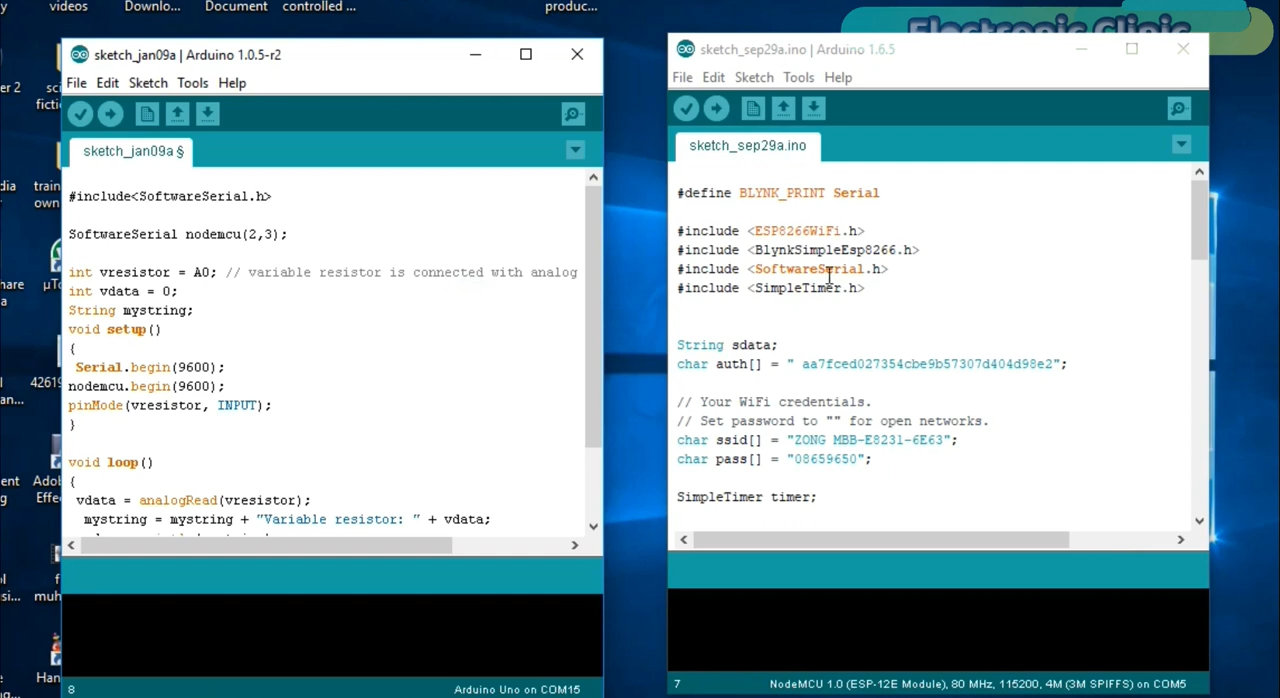 videos
Downlo...
Document
controlled ...
produc...
Electronic Clinic
sketch_jan09a | Arduino 1.0.5-r2
File Edit Sketch Tools Help
sketch_jan09a §
#include<SoftwareSerial.h>
SoftwareSerial nodemcu(2,3);
int vresistor = A0; // variable resistor is connected with analog
int vdata = 0;
String mystring;
void setup()
{
Serial.begin(9600);
nodemcu.begin(9600);
pinMode(vresistor, INPUT);
}
void loop()
{
vdata = analogRead(vresistor);
mystring = mystring + "Variable resistor: " + vdata;
8
Arduino Uno on COM15
sketch_sep29a.ino | Arduino 1.6.5
File Edit Sketch Tools Help
sketch_sep29a.ino
#define BLYNK_PRINT Serial
#include <ESP8266WiFi.h>
#include <BlynkSimpleEsp8266.h>
#include <SoftwareSerial.h>
#include <SimpleTimer.h>
String sdata;
char auth[] = " aa7fced027354cbe9b57307d404d98e2";
// Your WiFi credentials.
// Set password to "" for open networks.
char ssid[] = "ZONG MBB-E8231-6E63";
char pass[] = "08659650";
SimpleTimer timer;
7
NodeMCU 1.0 (ESP-12E Module), 80 MHz, 115200, 4M (3M SPIFFS) on COM5